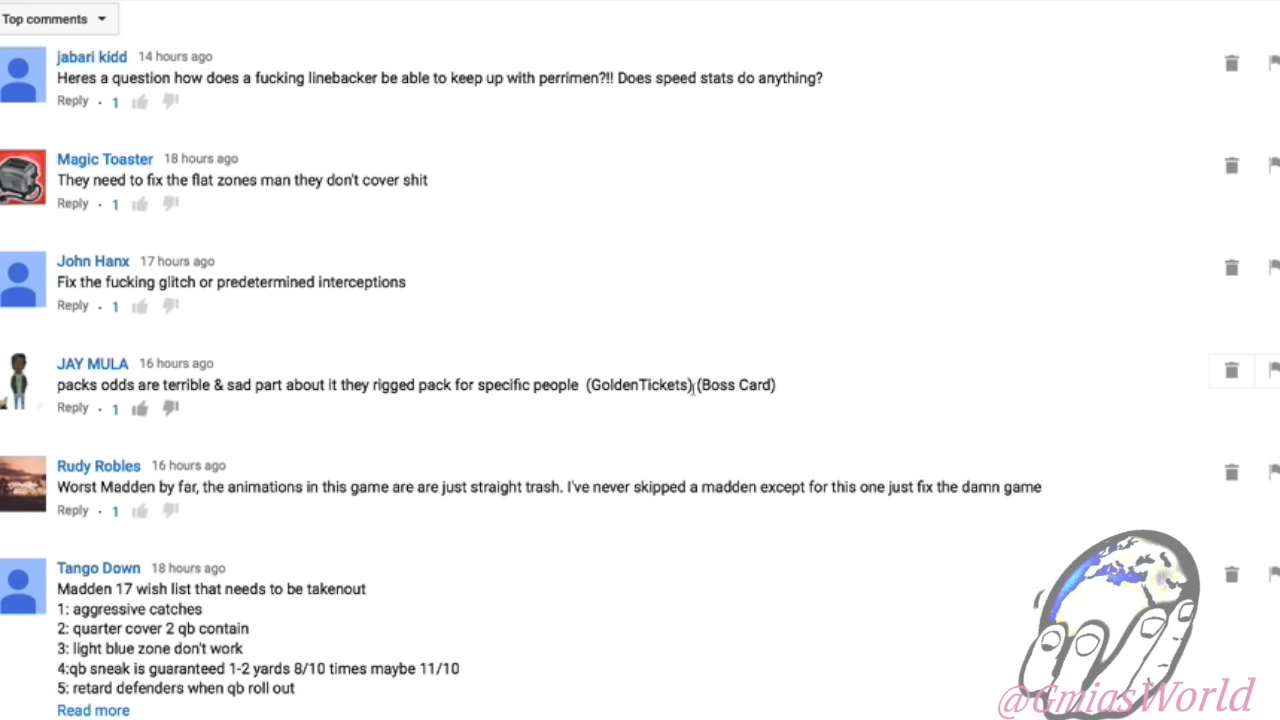 Top comments
jabari kidd 14 hours ago
Heres a question how does a fucking linebacker be able to keep up with perrimen?!! Does speed stats do anything?
Reply · 1
Magic Toaster 18 hours ago
They need to fix the flat zones man they don't cover shit
Reply · 1
John Hanx 17 hours ago
Fix the fucking glitch or predetermined interceptions
Reply · 1
JAY MULA 16 hours ago
packs odds are terrible & sad part about it they rigged pack for specific people (GoldenTickets) (Boss Card)
Reply · 1
Rudy Robles 16 hours ago
Worst Madden by far, the animations in this game are are just straight trash. I've never skipped a madden except for this one just fix the damn game
Reply · 1
Tango Down 18 hours ago
Madden 17 wish list that needs to be takenout
1: aggressive catches
2: quarter cover 2 qb contain
3: light blue zone don't work
4:qb sneak is guaranteed 1-2 yards 8/10 times maybe 11/10
5: retard defenders when qb roll out
Read more
@GmiasWorld